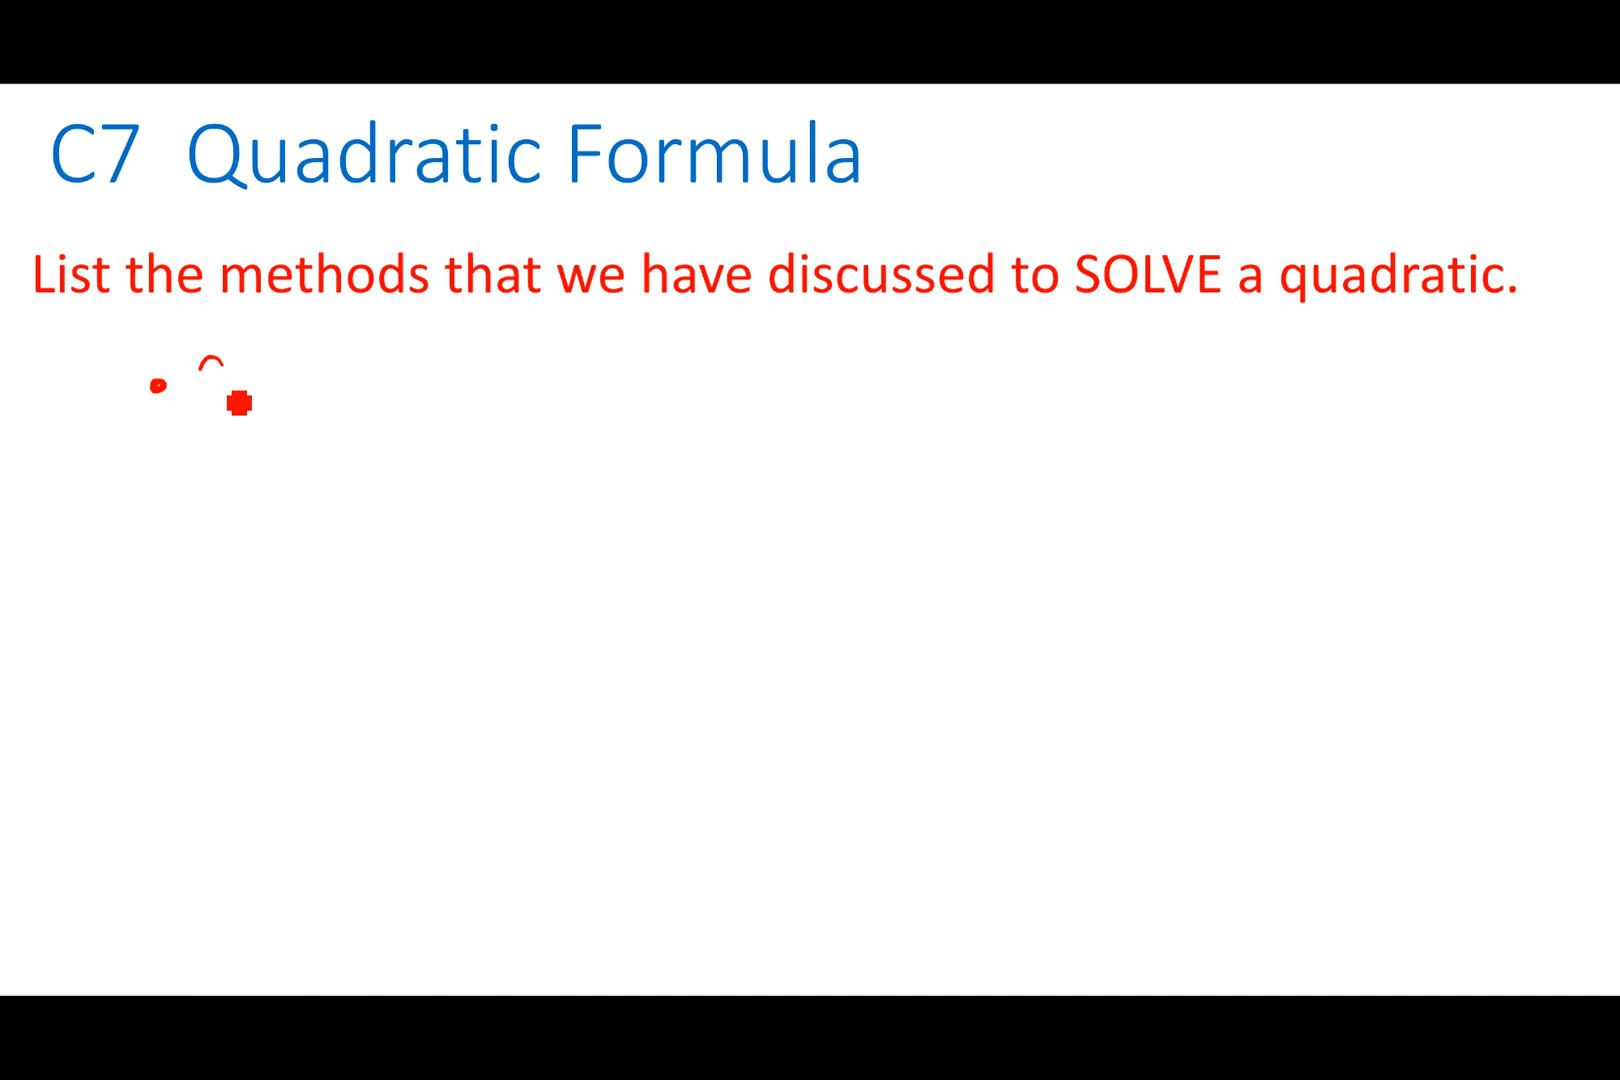 C7 Quadratic Formula
List the methods that we have discussed to SOLVE a quadratic.